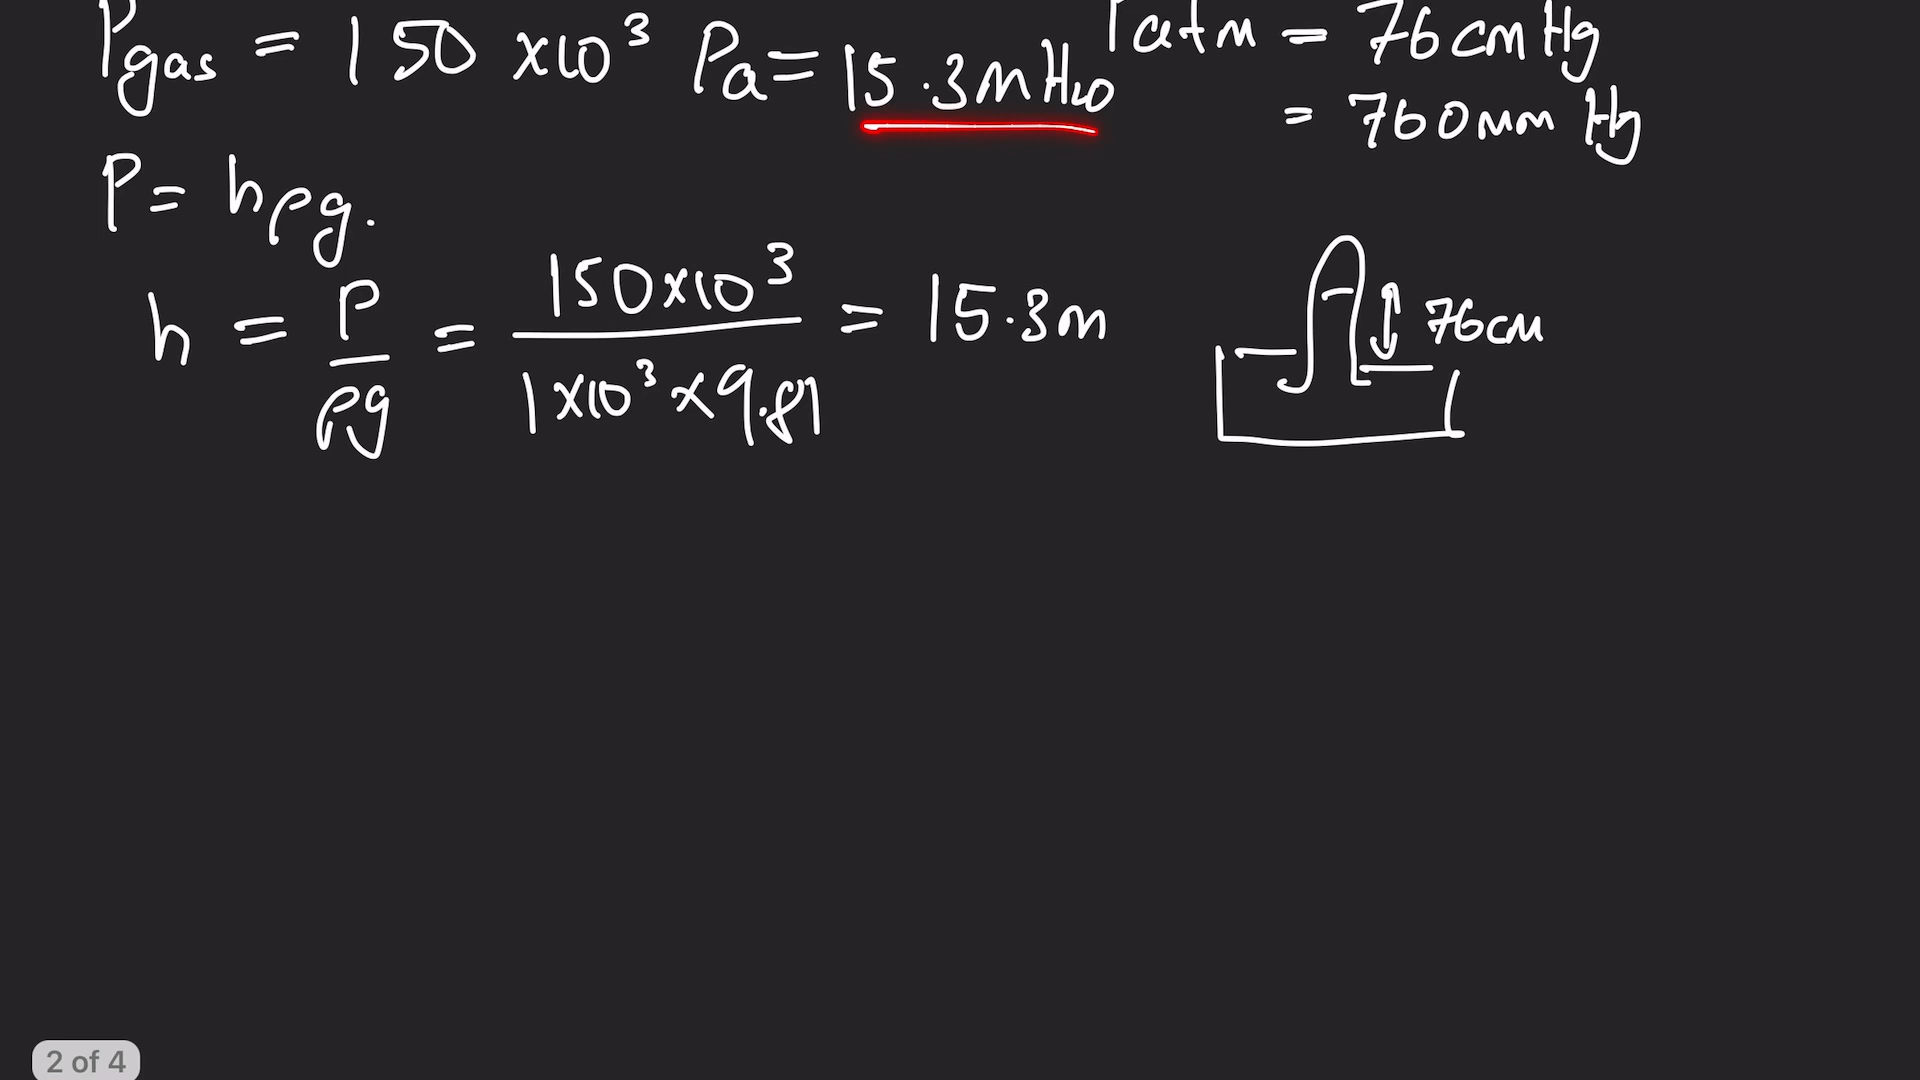 Pgas = 150 x10³ Pa = 15.3m H₂O
Patm = 76cm Hg
= 760mm Hg
P = hρg.
h = P/ρg = 150x10³/1x10³x9.81 = 15.3m
76cm
2 of 4